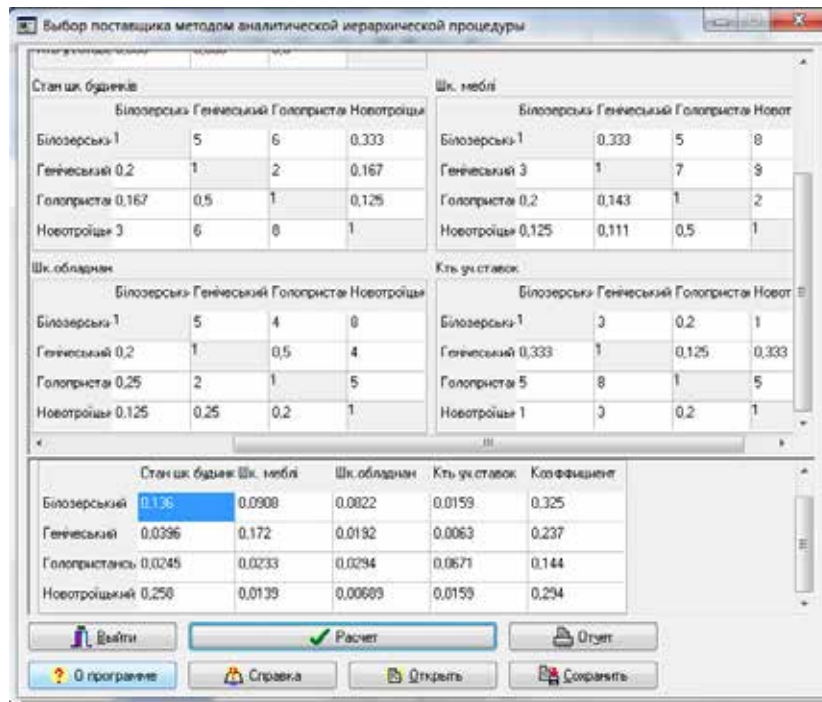 Выбор поставщика методом аналитической иерархической процедуры
Стан шк. будинків
Білозерськи Генічеський Голопристан Новотроїцьк
Білозерськи 1 5 6 0,333
Генічеський 0,2 1 2 0,167
Голопристан 0,167 0,5 1 0,125
Новотроїцьк 3 6 8 1
Шк. меблі
Білозерськи Генічеський Голопристан Новот
Білозерськи 1 0,333 5 8
Генічеський 3 1 7 9
Голопристан 0,2 0,143 1 2
Новотроїцьк 0,125 0,111 0,5 1
Шк.обладнан
Білозерськи Генічеський Голопристан Новотроїцьк
Білозерськи 1 5 4 8
Генічеський 0,2 1 0,5 4
Голопристан 0,25 2 1 5
Новотроїцьк 0,125 0,25 0,2 1
Кть уч.ставок
Білозерськи Генічеський Голопристан Новот
Білозерськи 1 3 0,2 1
Генічеський 0,333 1 0,125 0,333
Голопристан 5 8 1 5
Новотроїцьк 1 3 0,2 1
Стан шк. будинк Шк. меблі Шк.обладнан Кть уч.ставок Коэффициент
Білозерський 0,136 0,0908 0,0822 0,0159 0,325
Генічеський 0,0396 0,172 0,0192 0,0063 0,237
Голопристансь 0,0245 0,0233 0,0294 0,0671 0,144
Новотроїцький 0,258 0,0139 0,00689 0,0159 0,294
Выйти Расчет Отчет
О программе Справка Открыть Сохранить